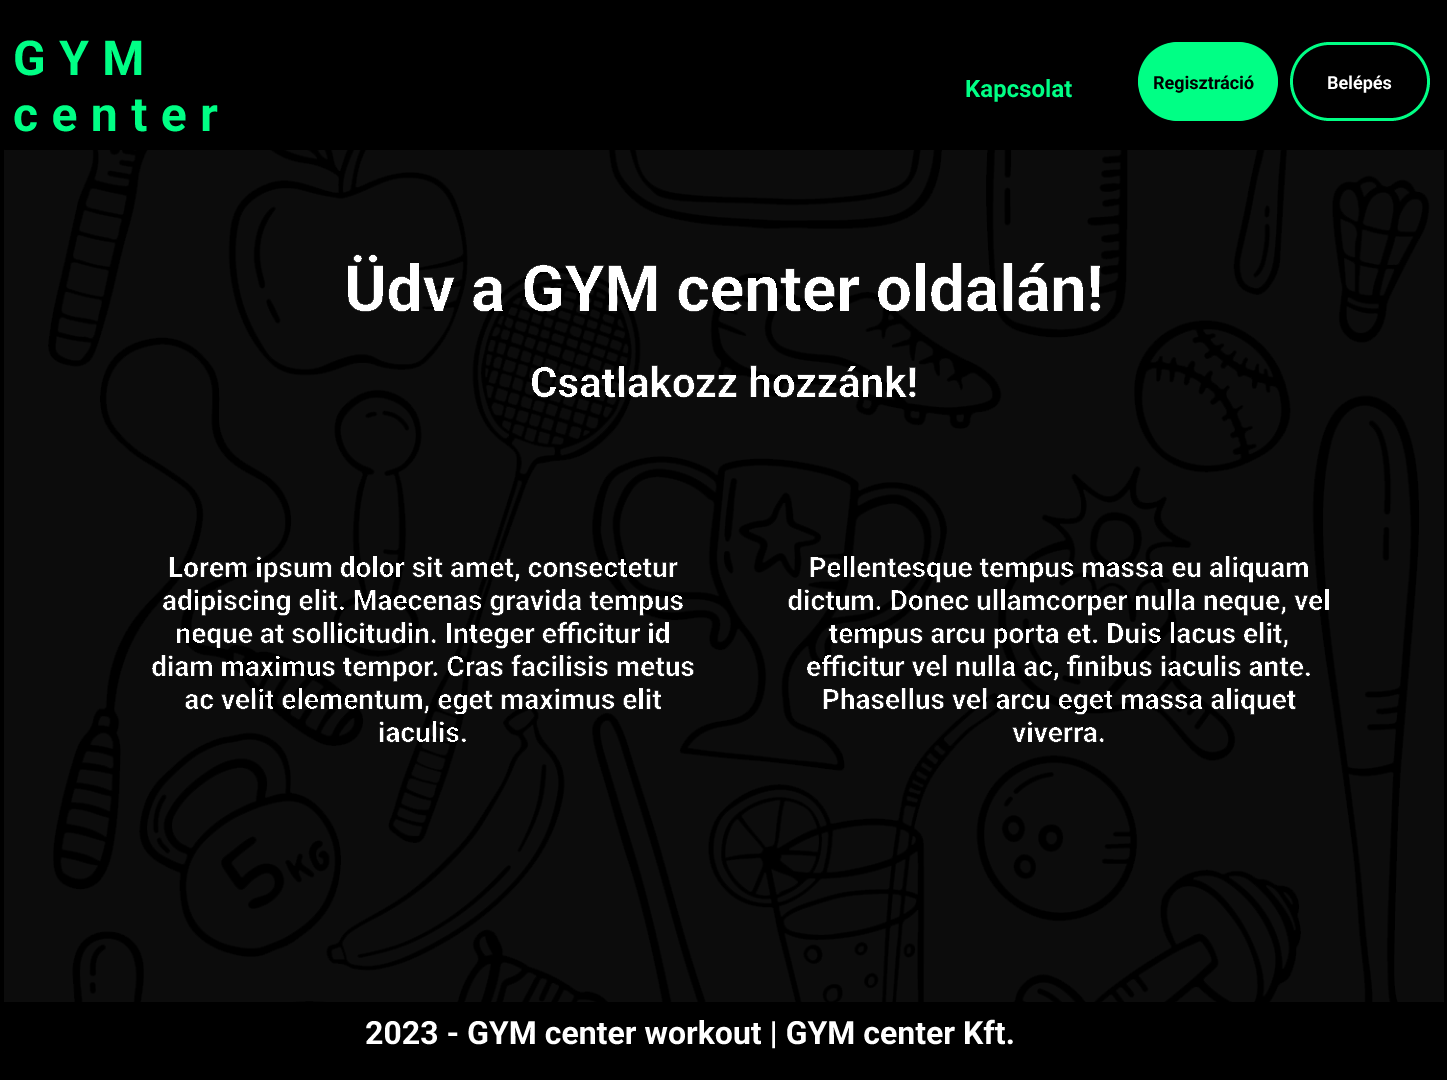 GYM
center
Kapcsolat
Regisztráció
Belépés
Üdv a GYM center oldalán!
Csatlakozz hozzánk!
Lorem ipsum dolor sit amet, consectetur
adipiscing elit. Maecenas gravida tempus
neque at sollicitudin. Integer efficitur id
diam maximus tempor. Cras facilisis metus
ac velit elementum, eget maximus elit
iaculis.
Pellentesque tempus massa eu aliquam
dictum. Donec ullamcorper nulla neque, vel
tempus arcu porta et. Duis lacus elit,
efficitur vel nulla ac, finibus iaculis ante.
Phasellus vel arcu eget massa aliquet
viverra.
5KG
2023 - GYM center workout | GYM center Kft.